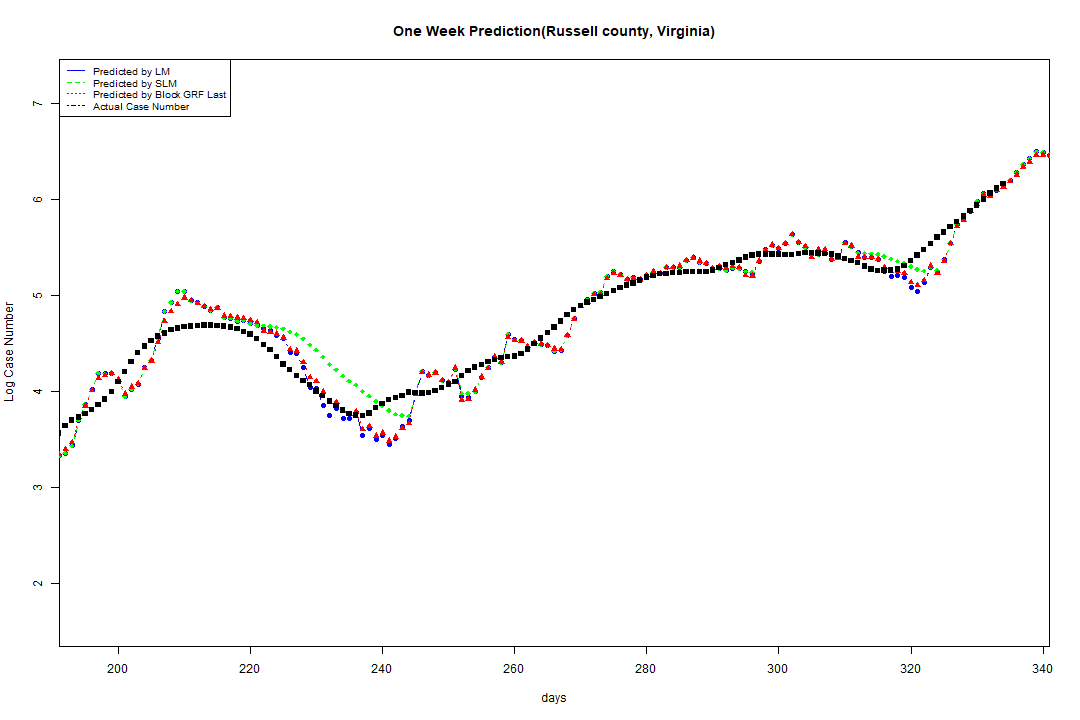 One Week Prediction(Russell county, Virginia)
Predicted by LM
Predicted by SLM
Predicted by Block GRF Last
Actual Case Number
7
6
5
4
3
2
Log Case Number
200 220 240 260 280 300 320 340
days